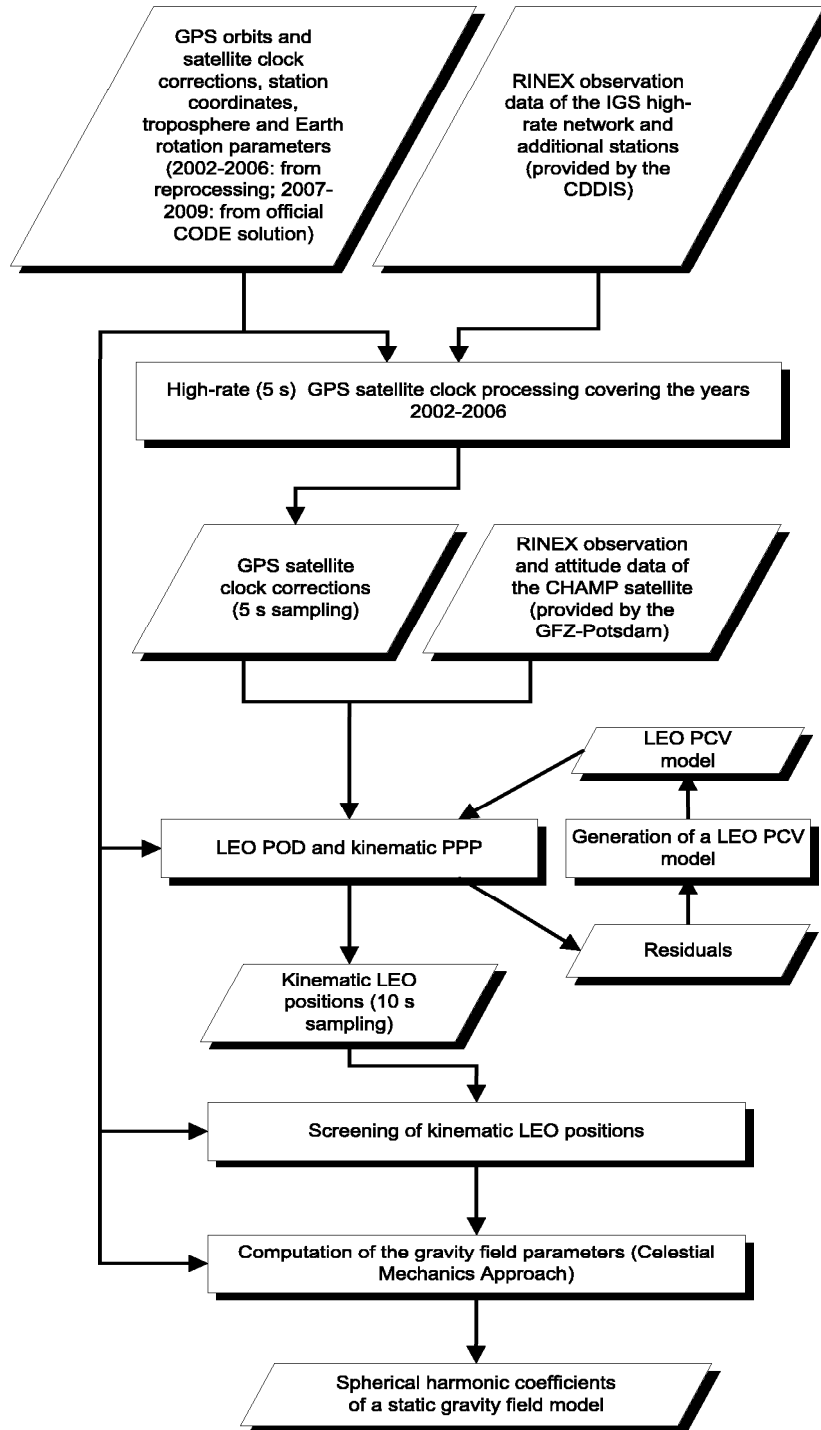 GPS orbits and
satellite clock
corrections, station
coordinates,
troposphere and Earth
rotation parameters
(2002-2006: from
reprocessing; 2007-
2009: from official
CODE solution)
RINEX observation
data of the IGS high-
rate network and
additional stations
(provided by the
CDDIS)
High-rate (5 s) GPS satellite clock processing covering the years
2002-2006
GPS satellite
clock corrections
(5 s sampling)
RINEX observation
and attitude data of
the CHAMP satellite
(provided by the
GFZ-Potsdam)
LEO PCV
model
LEO POD and kinematic PPP
Generation of a LEO PCV
model
Residuals
Kinematic LEO
positions (10 s
sampling)
Screening of kinematic LEO positions
Computation of the gravity field parameters (Celestial
Mechanics Approach)
Spherical harmonic coefficients
of a static gravity field model